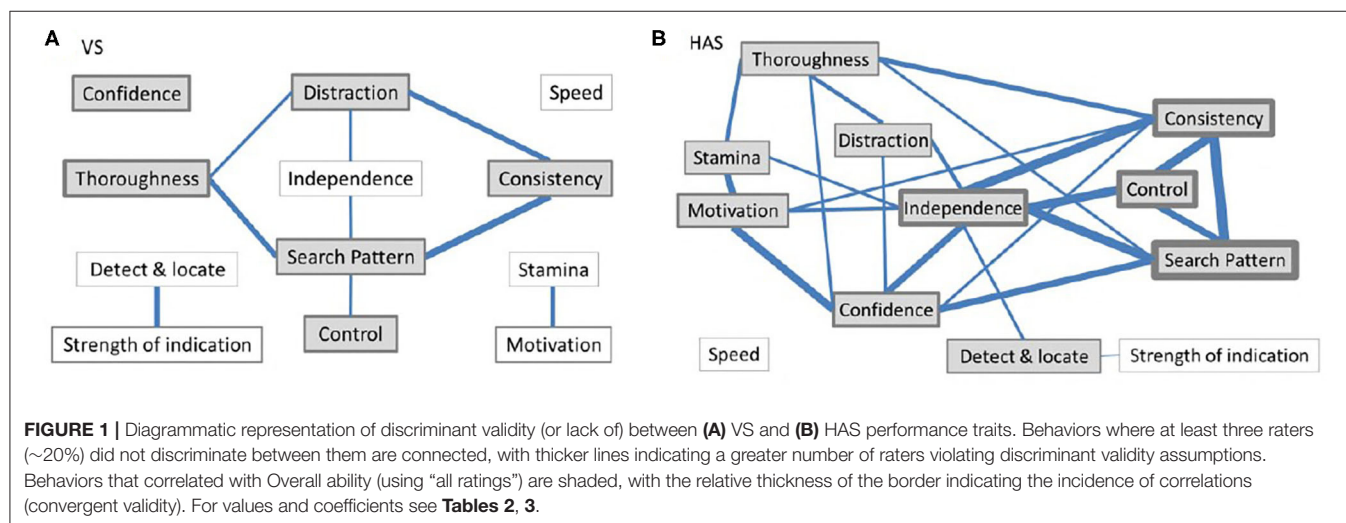 A VS
Confidence
Distraction
Speed
Thoroughness
Independence
Consistency
Search Pattern
Detect & locate
Stamina
Control
Strength of indication
Motivation
B HAS
Thoroughness
Consistency
Distraction
Stamina
Control
Motivation
Independence
Search Pattern
Confidence
Speed
Detect & locate
Strength of indication
FIGURE 1 | Diagrammatic representation of discriminant validity (or lack of) between (A) VS and (B) HAS performance traits. Behaviors where at least three raters
(∼20%) did not discriminate between them are connected, with thicker lines indicating a greater number of raters violating discriminant validity assumptions.
Behaviors that correlated with Overall ability (using “all ratings”) are shaded, with the relative thickness of the border indicating the incidence of correlations
(convergent validity). For values and coefficients see Tables 2, 3.